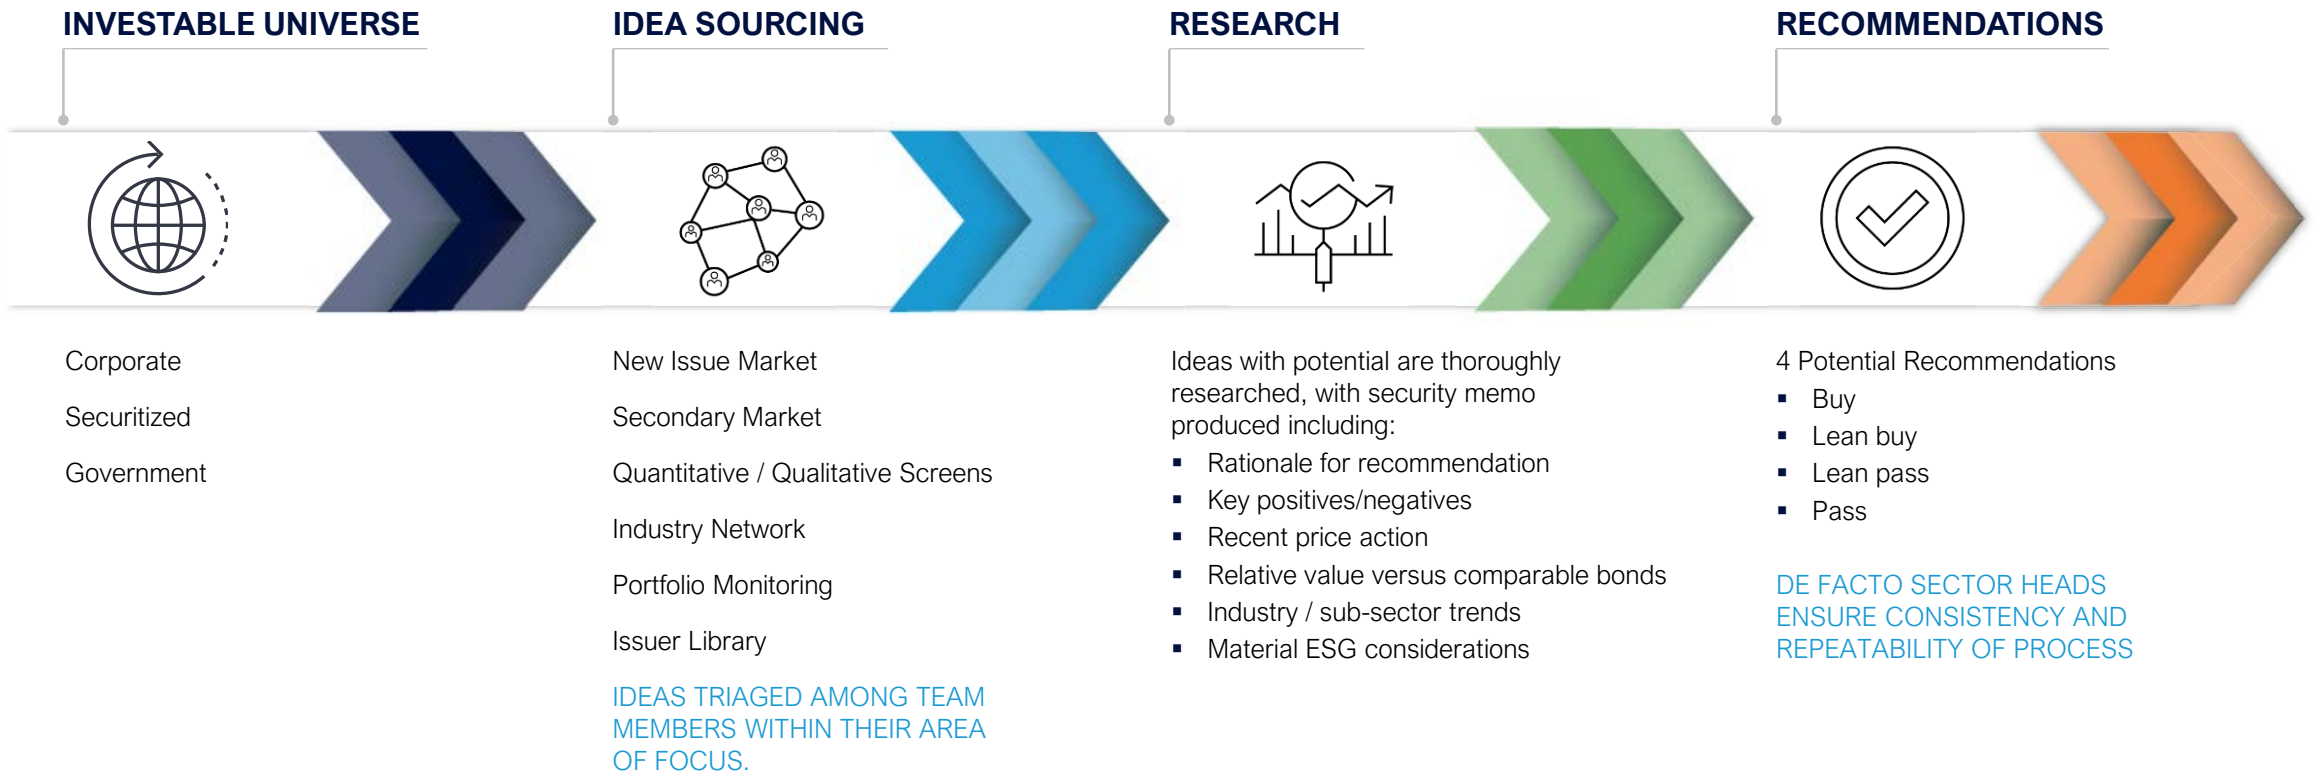 INVESTABLE UNIVERSE
Corporate
Securitized
Government
IDEA SOURCING
New Issue Market
Secondary Market
Quantitative / Qualitative Screens
Industry Network
Portfolio Monitoring
Issuer Library
IDEAS TRIAGED AMONG TEAM
MEMBERS WITHIN THEIR AREA
OF FOCUS.
RESEARCH
Ideas with potential are thoroughly
researched, with security memo
produced including:
▪ Rationale for recommendation
▪ Key positives/negatives
▪ Recent price action
▪ Relative value versus comparable bonds
▪ Industry / sub-sector trends
▪ Material ESG considerations
RECOMMENDATIONS
4 Potential Recommendations
▪ Buy
▪ Lean buy
▪ Lean pass
▪ Pass
DE FACTO SECTOR HEADS
ENSURE CONSISTENCY AND
REPEATABILITY OF PROCESS